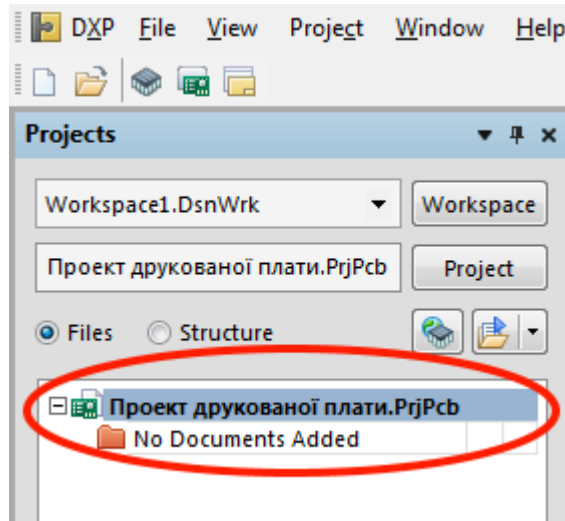 DXP File View Project Window Help
Projects
Workspace1.DsnWrk Workspace
Проект друкованої плати.PrjPcb Project
Files Structure
Проект друкованої плати.PrjPcb
No Documents Added